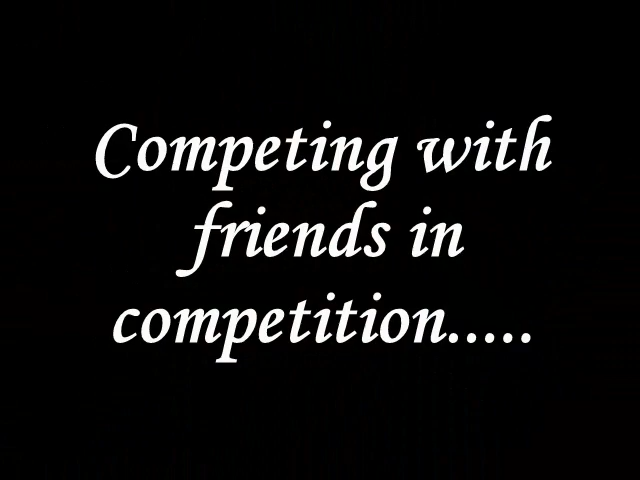 Competing with
friends in
competition.....